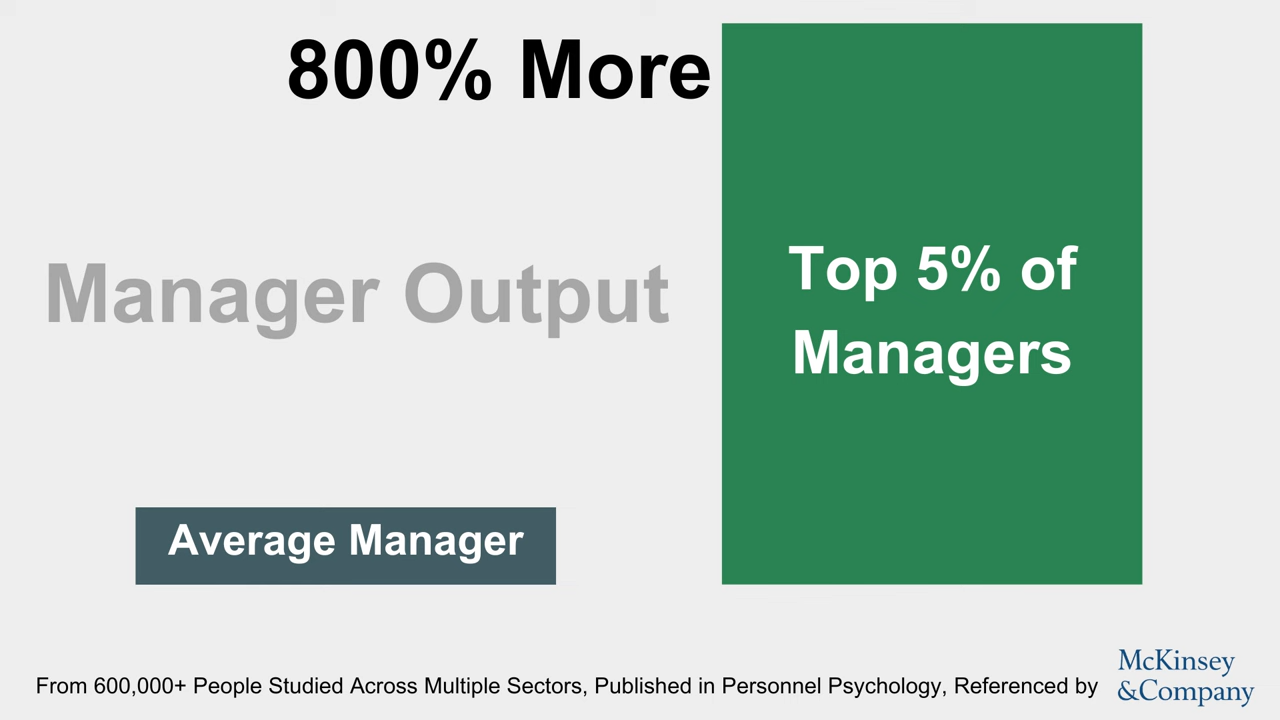 800% More
Manager Output
Top 5% of
Managers
Average Manager
From 600,000+ People Studied Across Multiple Sectors, Published in Personnel Psychology, Referenced by
McKinsey
&Company